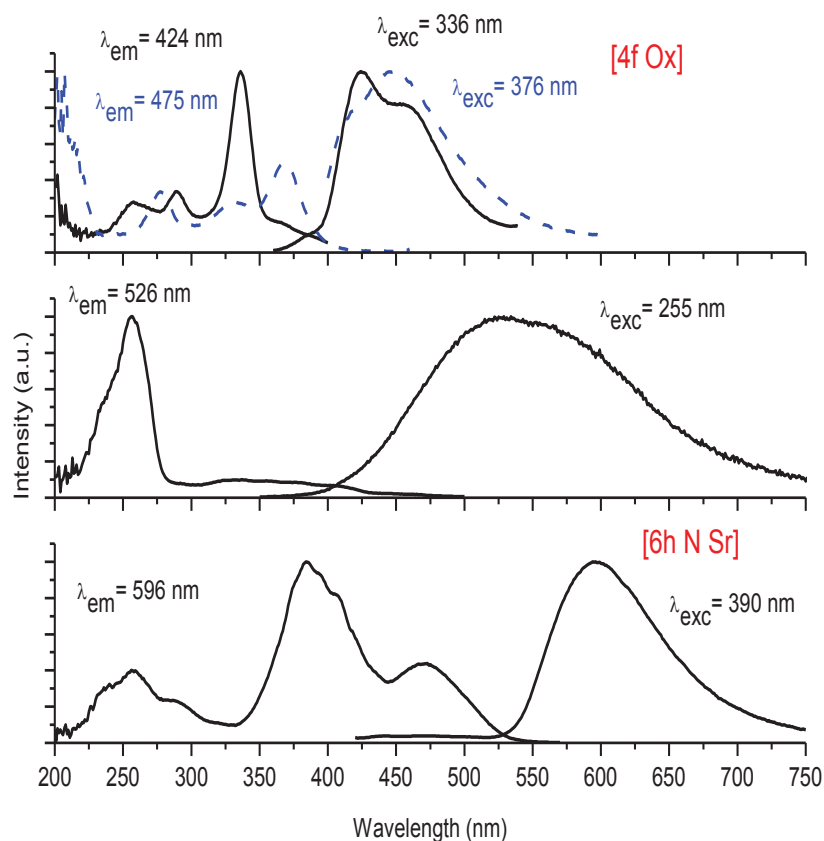 λem= 424 nm
λexc= 336 nm
[4f Ox]
λem= 475 nm
λexc= 376 nm
λem= 526 nm
λexc= 255 nm
Intensity (a.u.)
[6h N Sr]
λem= 596 nm
λexc= 390 nm
200 250 300 350 400 450 500 550 600 650 700 750
Wavelength (nm)